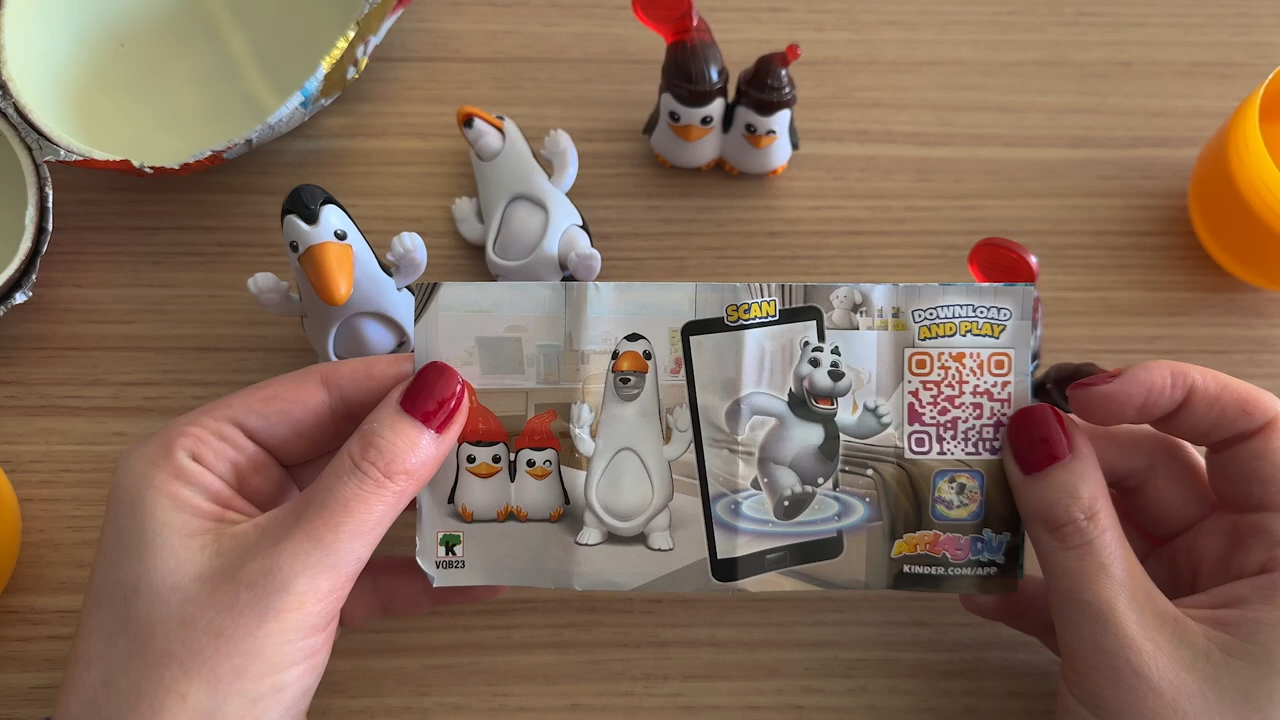 SCAN
DOWNLOAD
AND PLAY
K
VQB23
APPLAYDU
KINDER.COM/APP